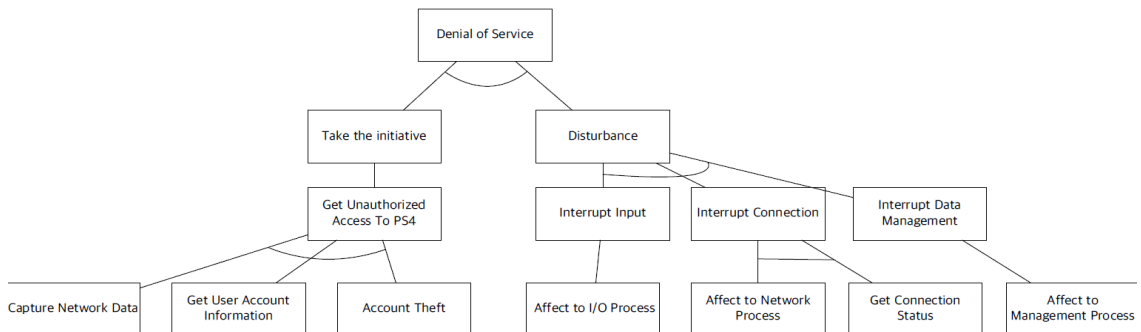 Denial of Service
Take the initiative
Disturbance
Get Unauthorized
Access To PS4
Interrupt Input
Interrupt Connection
Interrupt Data
Management
Capture Network Data
Get User Account
Information
Account Theft
Affect to I/O Process
Affect to Network
Process
Get Connection
Status
Affect to
Management Process